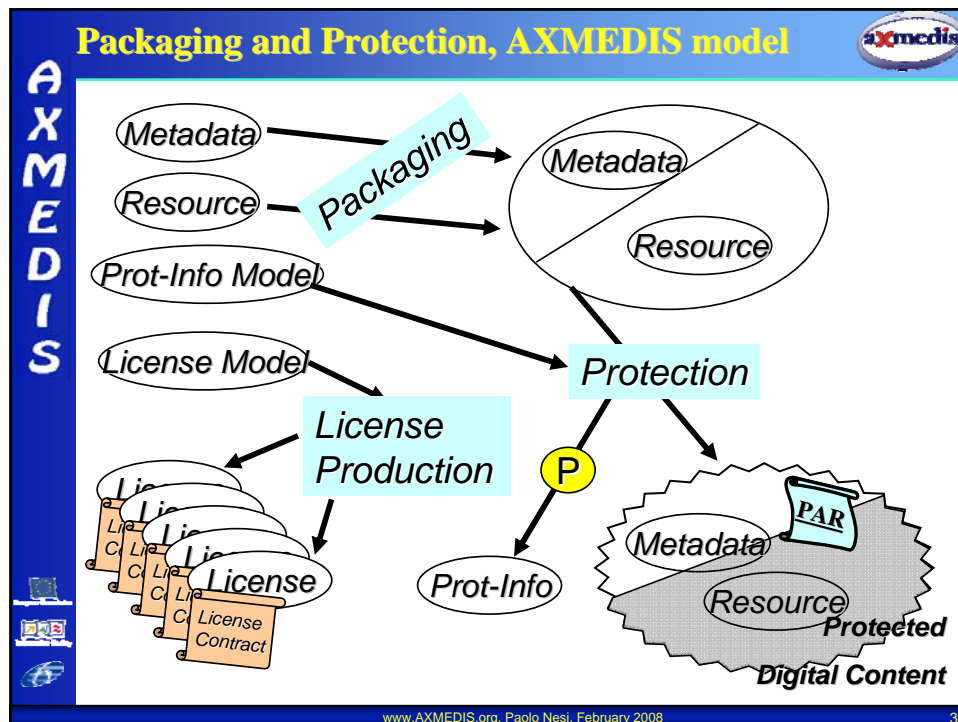 Packaging and Protection, AXMEDIS model
axmedis
AXMEDIS
Metadata
Resource
Prot-Info Model
License Model
Packaging
Metadata
Resource
Protection
License
Production
P
Prot-Info
License
License
Contract
PAR
Metadata
Resource
Protected
Digital Content
www.AXMEDIS.org, Paolo Nesi, February 2008
3